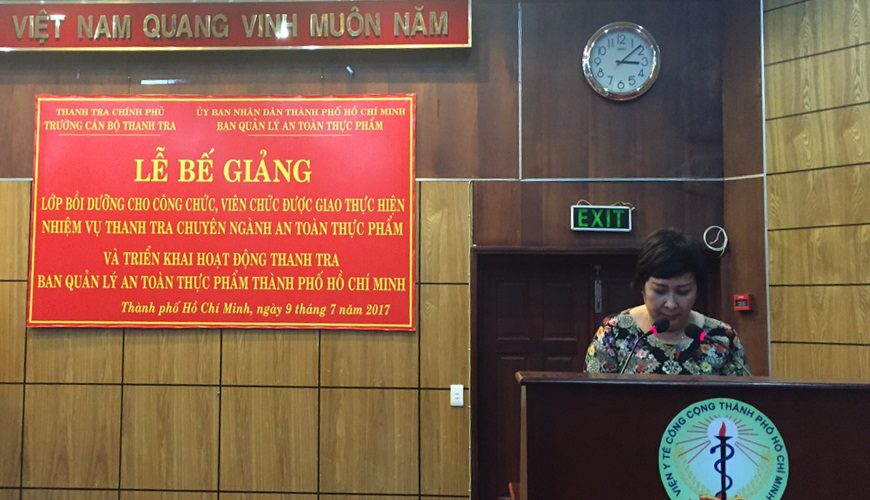 VIỆT NAM QUANG VINH MUÔN NĂM
THANH TRA CHÍNH PHỦ
TRƯỜNG CÁN BỘ THANH TRA
ỦY BAN NHÂN DÂN THÀNH PHỐ HỒ CHÍ MINH
BAN QUẢN LÝ AN TOÀN THỰC PHẨM
LỄ BẾ GIẢNG
LỚP BỒI DƯỠNG CHO CÔNG CHỨC, VIÊN CHỨC ĐƯỢC GIAO THỰC HIỆN
NHIỆM VỤ THANH TRA CHUYÊN NGÀNH AN TOÀN THỰC PHẨM
VÀ TRIỂN KHAI HOẠT ĐỘNG THANH TRA
BAN QUẢN LÝ AN TOÀN THỰC PHẨM THÀNH PHỐ HỒ CHÍ MINH
Thành phố Hồ Chí Minh, ngày 9 tháng 7 năm 2017
EXIT
VIỆN Y TẾ CÔNG CỘNG THÀNH PHỐ HỒ CHÍ MINH